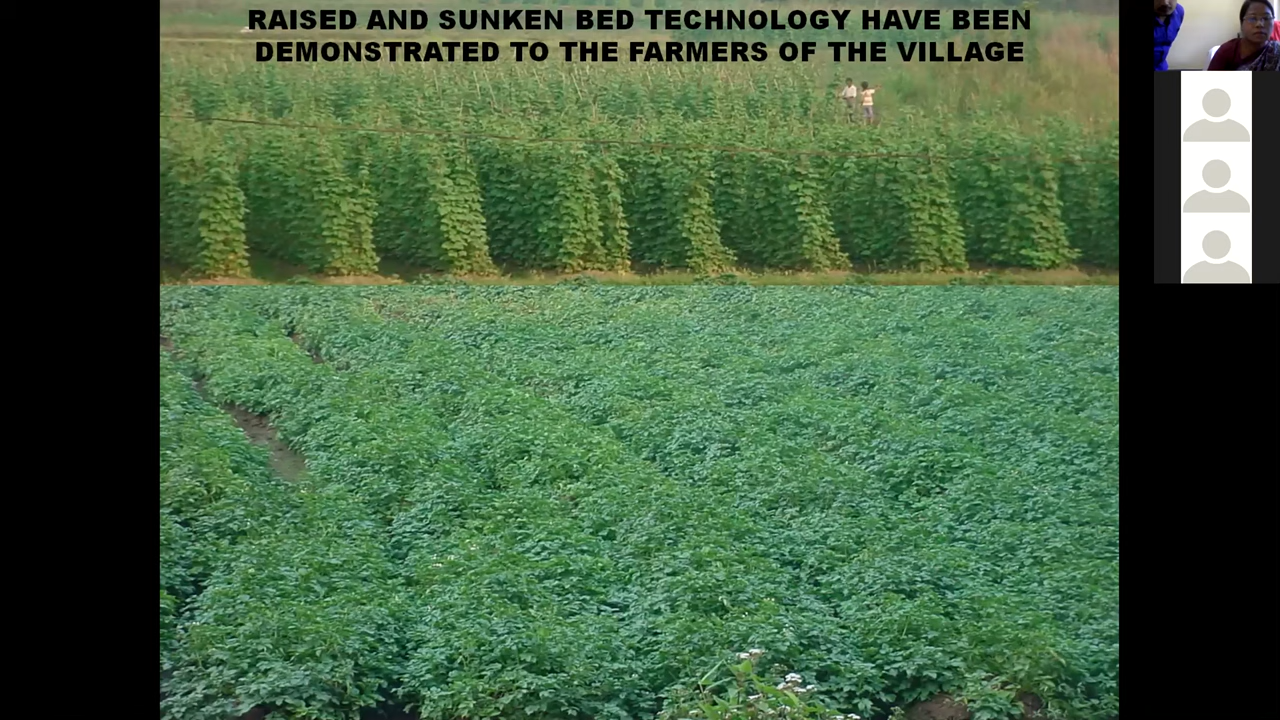 RAISED AND SUNKEN BED TECHNOLOGY HAVE BEEN
DEMONSTRATED TO THE FARMERS OF THE VILLAGE